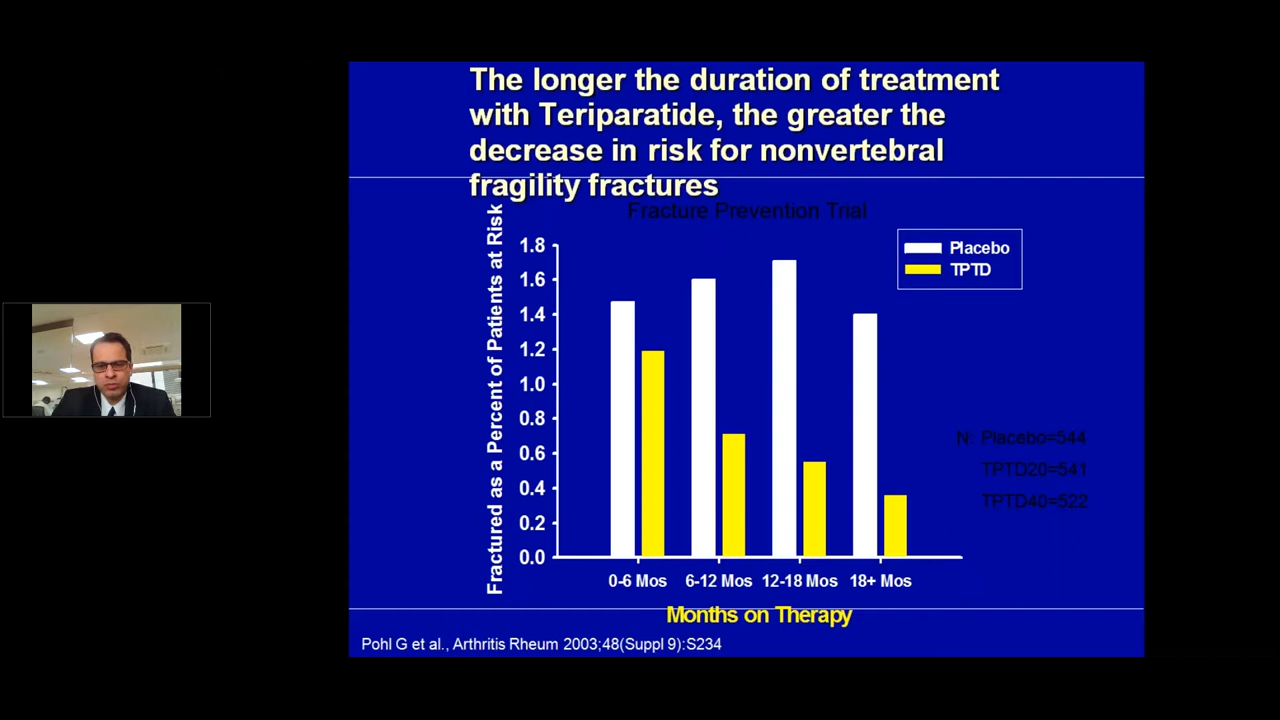 The longer the duration of treatment
with Teriparatide, the greater the
decrease in risk for nonvertebral
fragility fractures
Fracture Prevention Trial
Fractured as a Percent of Patients at Risk
1.8
1.6
1.4
1.2
1.0
0.8
0.6
0.4
0.2
0.0
Placebo
TPTD
N: Placebo=544
TPTD20=541
TPTD40=522
0-6 Mos 6-12 Mos 12-18 Mos 18+ Mos
Months on Therapy
Pohl G et al., Arthritis Rheum 2003;48(Suppl 9):S234